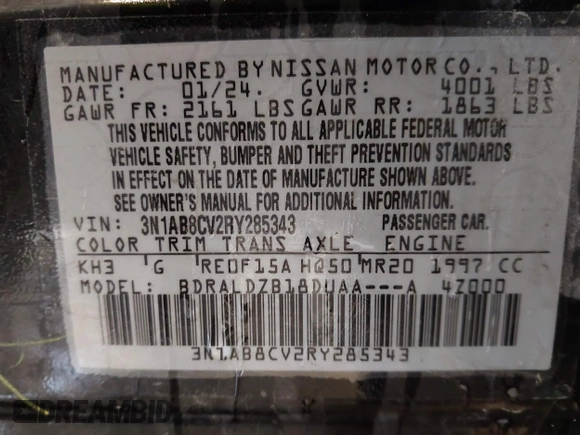 MANUFACTURED BY NISSAN MOTOR CO., LTD.
DATE: 01/24. GVWR: 4001 LBS
GAWR FR: 2161 LBS GAWR RR: 1863 LBS
THIS VEHICLE CONFORMS TO ALL APPLICABLE FEDERAL MOTOR
VEHICLE SAFETY, BUMPER AND THEFT PREVENTION STANDARDS
IN EFFECT ON THE DATE OF MANUFACTURE SHOWN ABOVE.
SEE OWNER'S MANUAL FOR ADDITIONAL INFORMATION.
VIN: 3N1AB8CV2RY285343 PASSENGER CAR.
COLOR TRIM TRANS AXLE ENGINE
KH3 G RE0F15A HQ50 MR20 1997 CC
MODEL: BDRALDZB18DUAA---A 4Z000
3N1AB8CV2RY285343
DREAMBID